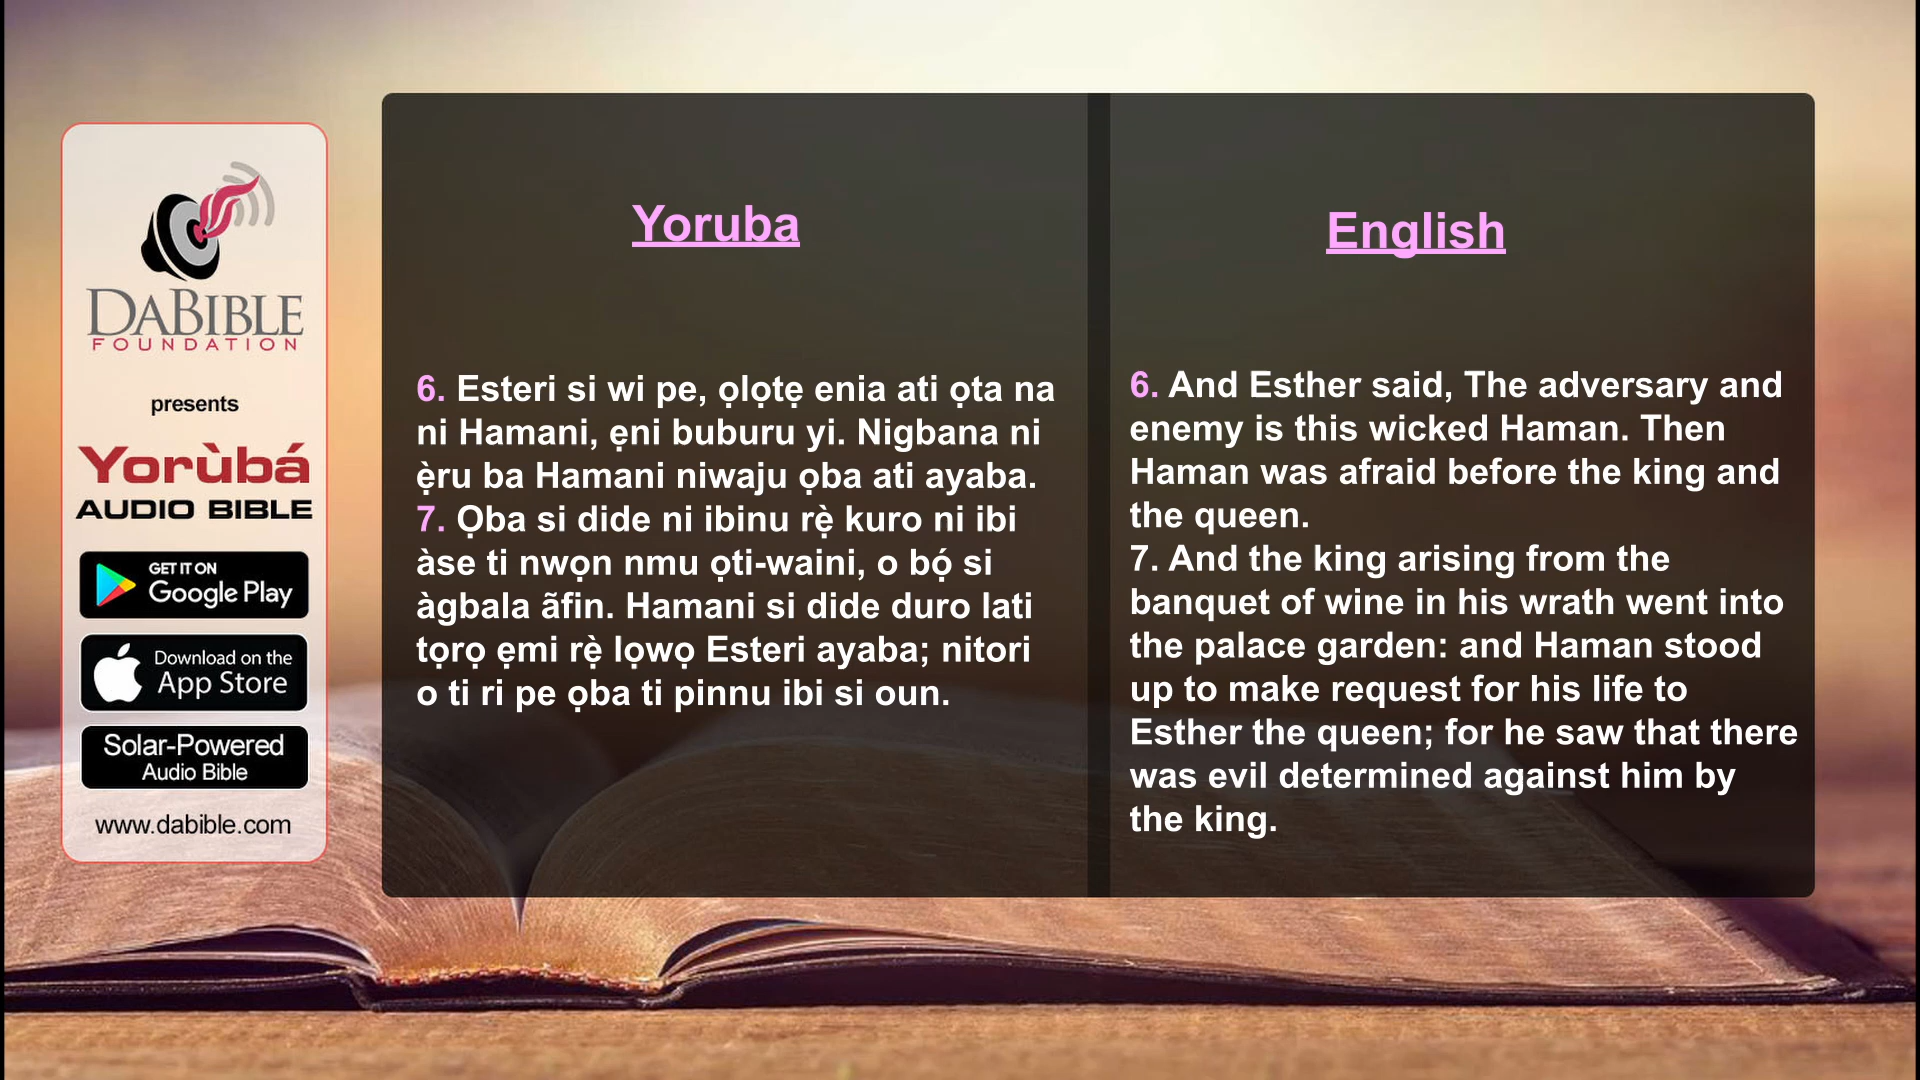 DABIBLE
FOUNDATION
presents
Yorùbá
AUDIO BIBLE
GET IT ON
Google Play
Download on the
App Store
Solar-Powered
Audio Bible
www.dabible.com
Yoruba
6. Esteri si wi pe, ọlọtẹ enia ati ọta na
ni Hamani, ẹni buburu yi. Nigbana ni
ẹ̀ru ba Hamani niwaju ọba ati ayaba.
7. Ọba si dide ni ibinu rẹ̀ kuro ni ibi
àse ti nwọn nmu ọti-waini, o bọ́ si
àgbala ãfin. Hamani si dide duro lati
tọrọ ẹmi rẹ̀ lọwọ Esteri ayaba; nitori
o ti ri pe ọba ti pinnu ibi si oun.
English
6. And Esther said, The adversary and
enemy is this wicked Haman. Then
Haman was afraid before the king and
the queen.
7. And the king arising from the
banquet of wine in his wrath went into
the palace garden: and Haman stood
up to make request for his life to
Esther the queen; for he saw that there
was evil determined against him by
the king.